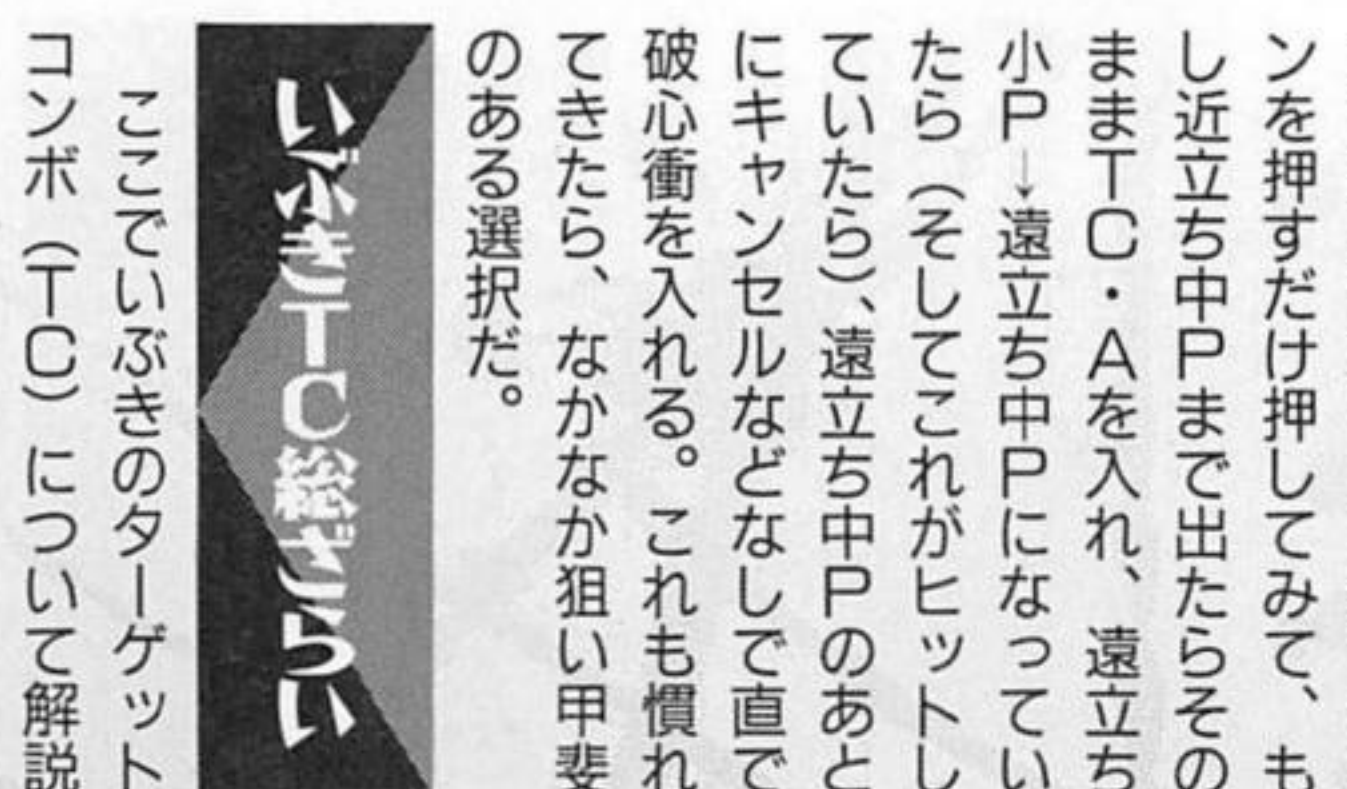 ンを押すだけ押してみて、も
し近立ち中Pまで出たらその
ままTC・Aを入れ、遠立ち
小P→遠立ち中Pになってい
たら（そしてこれがヒットし
ていたら）、遠立ち中Pのあと
にキャンセルなどなしで直で
破心衝を入れる。これも慣れ
てきたら、なかなか狙い甲斐
のある選択だ。
いぶきTC総ざらい
ここでいぶきのターゲット
コンボ（TC）について解説